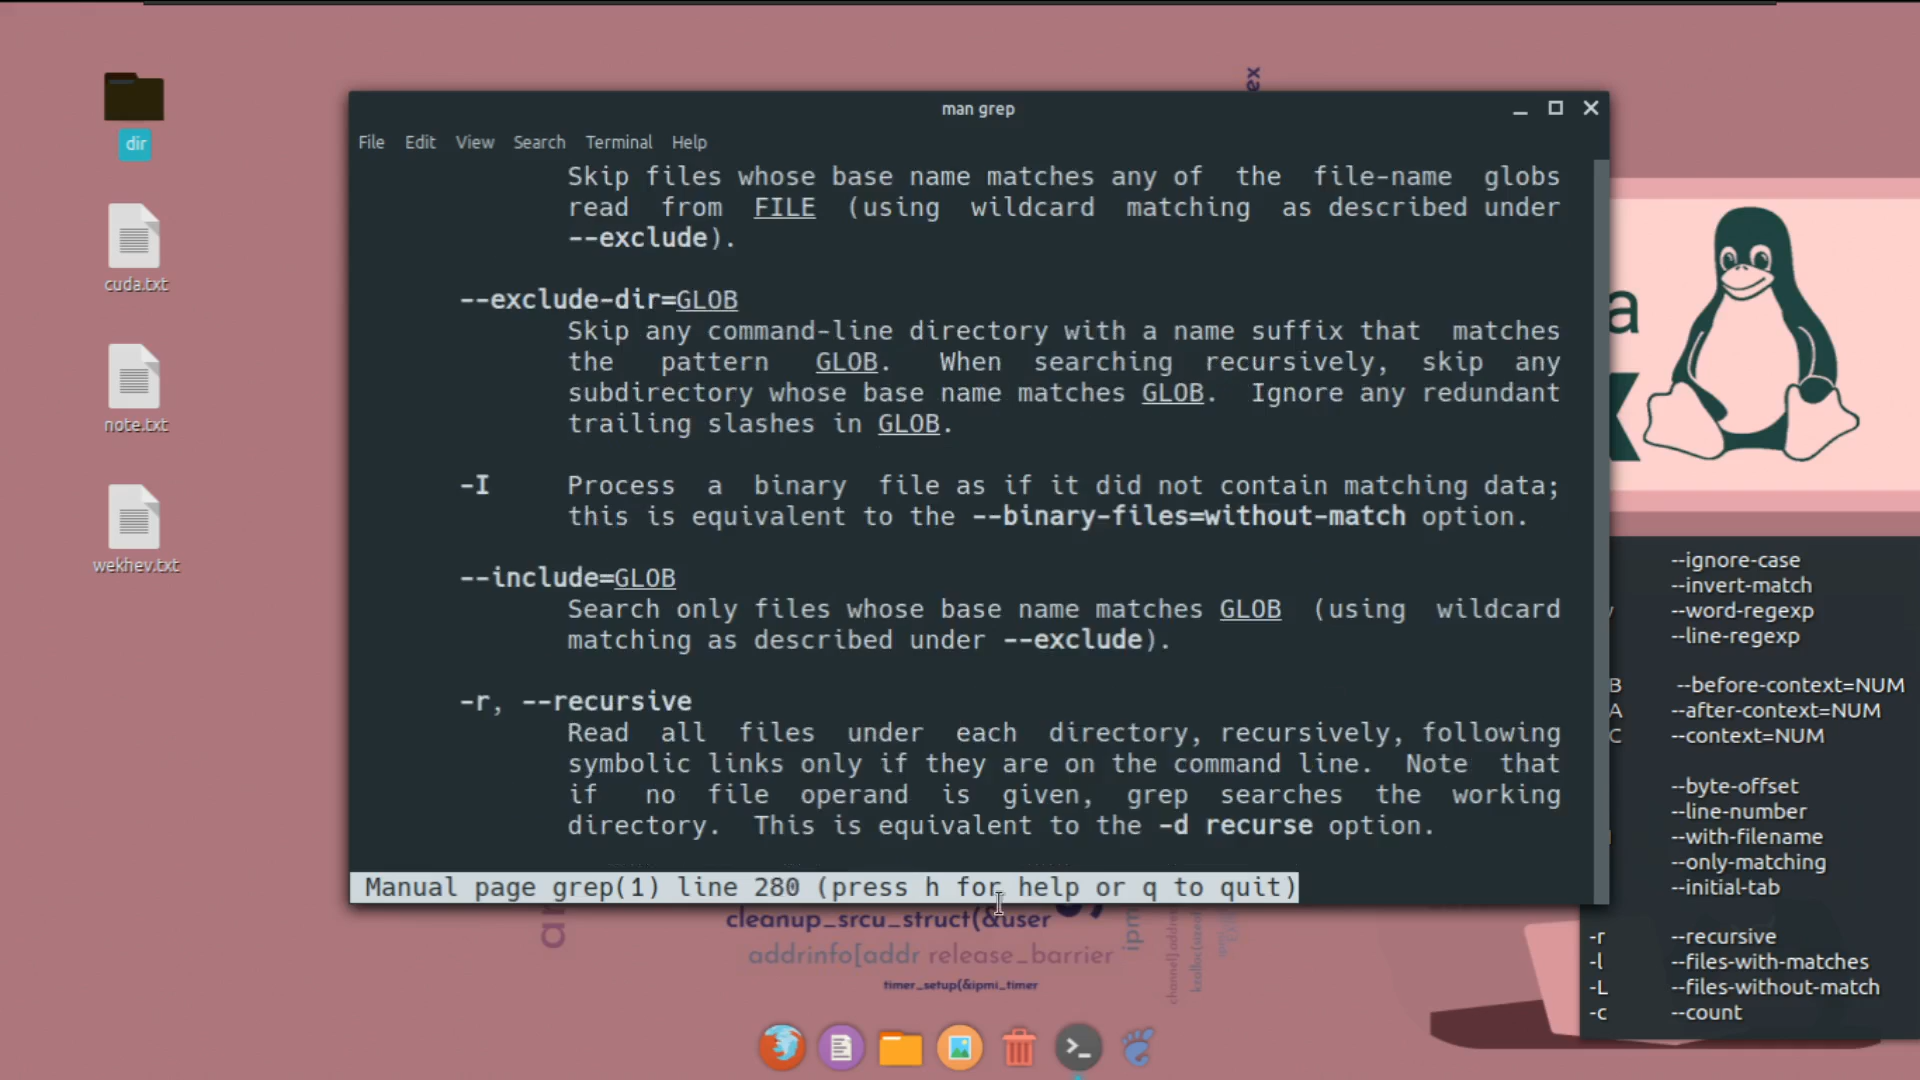 ex
dir
cuda.txt
note.txt
wekhev.txt
man grep
File Edit View Search Terminal Help
Skip files whose base name matches any of the file-name globs
read from FILE (using wildcard matching as described under
--exclude).
--exclude-dir=GLOB
Skip any command-line directory with a name suffix that matches
the pattern GLOB. When searching recursively, skip any
subdirectory whose base name matches GLOB. Ignore any redundant
trailing slashes in GLOB.
-I Process a binary file as if it did not contain matching data;
this is equivalent to the --binary-files=without-match option.
--include=GLOB
Search only files whose base name matches GLOB (using wildcard
matching as described under --exclude).
-r, --recursive
Read all files under each directory, recursively, following
symbolic links only if they are on the command line. Note that
if no file operand is given, grep searches the working
directory. This is equivalent to the -d recurse option.
Manual page grep(1) line 280 (press h for help or q to quit)
a
--ignore-case
--invert-match
--word-regexp
--line-regexp
B --before-context=NUM
A --after-context=NUM
C --context=NUM
--byte-offset
--line-number
--with-filename
--only-matching
--initial-tab
-r --recursive
-l --files-with-matches
-L --files-without-match
-c --count
cleanup_srcu_struct(&user
addrinfo[addr release_barrier
timer_setup(&ipmi_timer
ipm